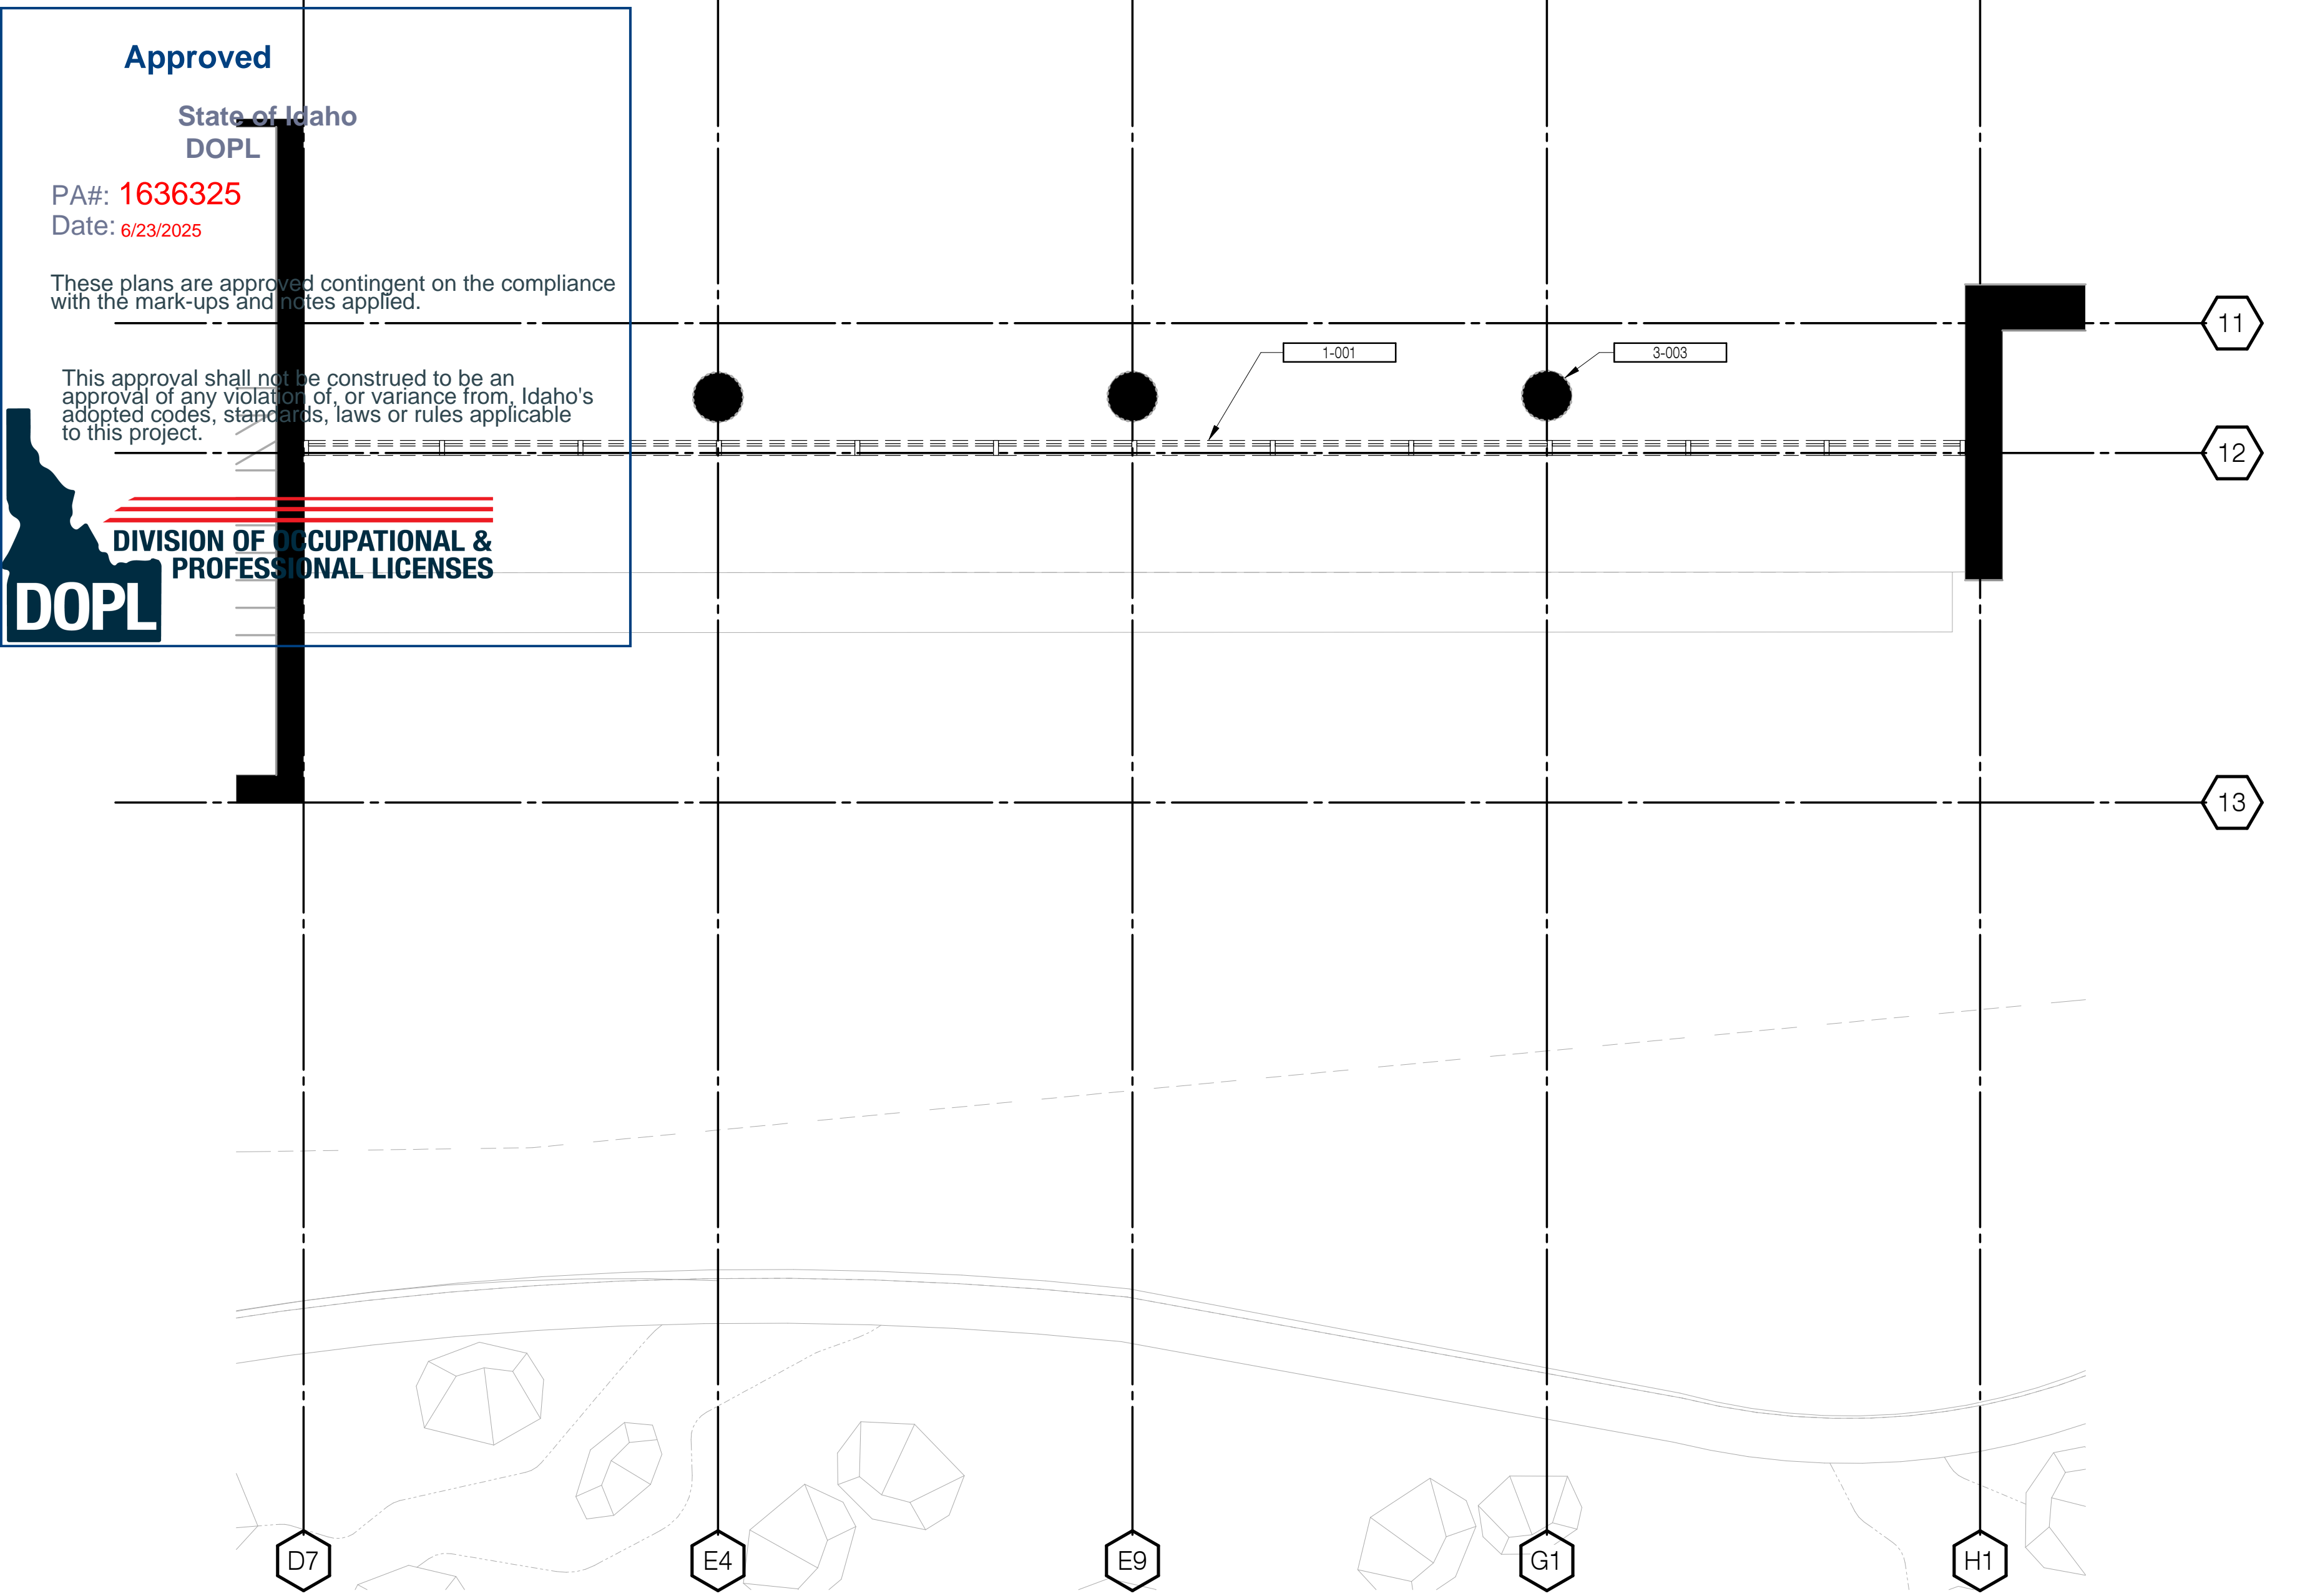 Approved
State of Idaho
DOPL
PA#: 1636325
Date: 6/23/2025
These plans are approved contingent on the compliance
with the mark-ups and notes applied.
This approval shall not be construed to be an
approval of any violation of, or variance from, Idaho's
adopted codes, standards, laws or rules applicable
to this project.
DIVISION OF OCCUPATIONAL &
PROFESSIONAL LICENSES
DOPL
11
1-001
3-003
12
13
D7
E4
E9
G1
H1